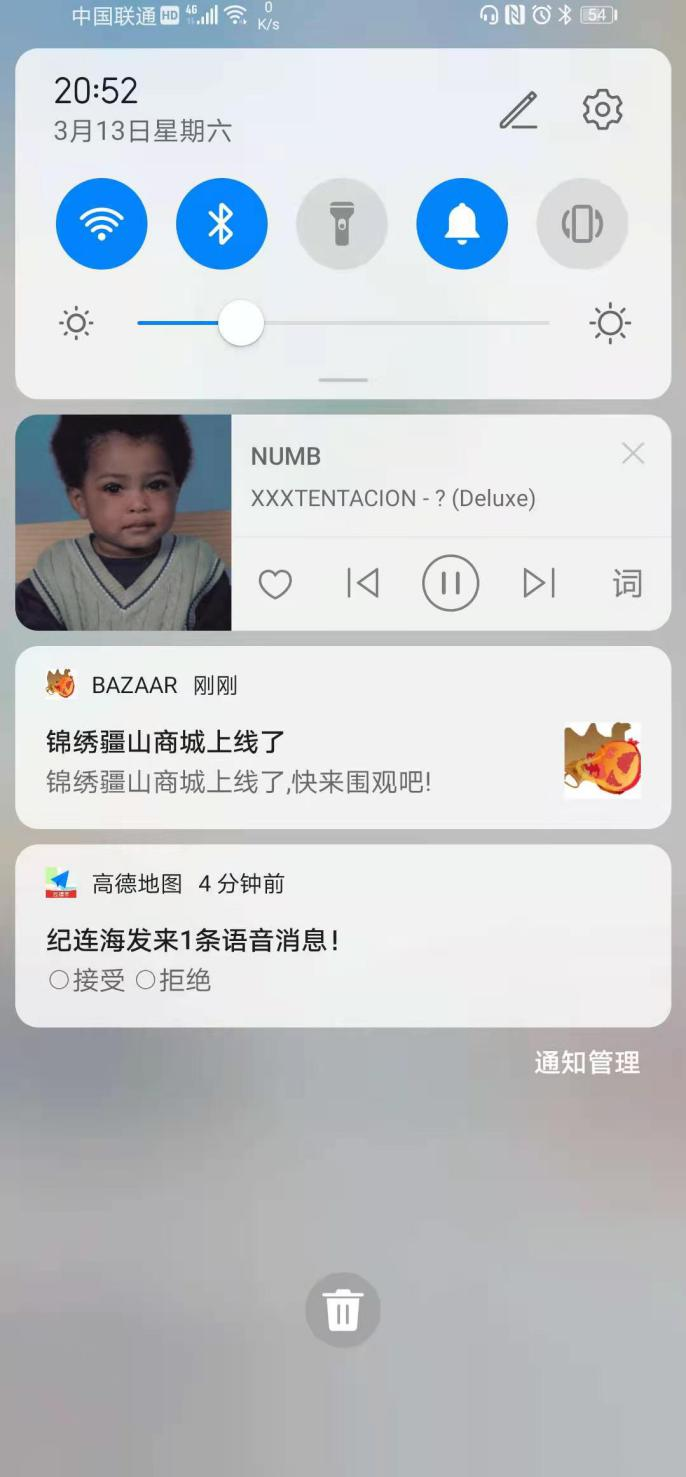 中国联通 HD 4G 0 K/s 54
20:52
3月13日星期六
NUMB
XXXTENTACION - ? (Deluxe)
词
BAZAAR 刚刚
锦绣疆山商城上线了
锦绣疆山商城上线了,快来围观吧!
高德地图 4 分钟前
纪连海发来1条语音消息!
○接受 ○拒绝
通知管理